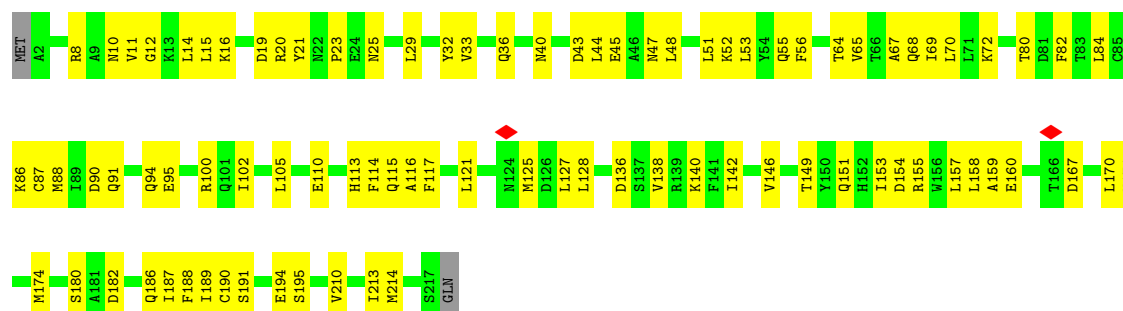 MET A2 R8 A9 N10 V11 G12 K13 L14 L15 K16 D19 R20 Y21 N22 P23 E24 N25 L29 Y32 V33 Q36 N40 D43 L44 E45 A46 N47 L48 L51 K52 L53 Y54 Q55 F56 T64 V65 T66 A67 Q68 I69 L70 L71 K72 T80 D81 F82 T83 L84 C85
K86 C87 M88 I89 D90 Q91 Q94 E95 R100 Q101 I102 L105 E110 H113 F114 Q115 A116 F117 L121 N124 M125 D126 L127 L128 D136 S137 V138 R139 K140 F141 I142 V146 T149 Y150 Q151 H152 I153 D154 R155 W156 L157 L158 A159 E160 T166 D167 L170
M174 S180 A181 D182 Q186 I187 F188 I189 C190 S191 E194 S195 V210 I213 M214 S217 GLN